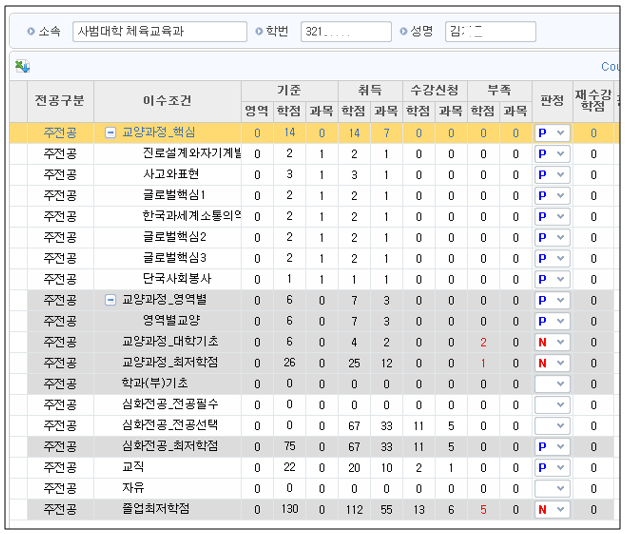 소속 사범대학 체육교육과 학번 321 성명 김
Cou
전공구분 이수조건 기준 취득 수강신청 부족 판정 재수강 학점
영역 학점 과목 학점 과목 학점 과목 학점 과목
주전공 교양과정_핵심 0 14 0 14 7 0 0 0 0 P 0
주전공 진로설계와자기계발 0 2 1 2 1 0 0 0 0 P 0
주전공 사고와표현 0 3 1 3 1 0 0 0 0 P 0
주전공 글로벌핵심1 0 2 1 2 1 0 0 0 0 P 0
주전공 한국과세계소통의역 0 2 1 2 1 0 0 0 0 P 0
주전공 글로벌핵심2 0 2 1 2 1 0 0 0 0 P 0
주전공 글로벌핵심3 0 2 1 2 1 0 0 0 0 P 0
주전공 단국사회봉사 0 1 1 1 1 0 0 0 0 P 0
주전공 교양과정_영역별 0 6 0 7 3 0 0 0 0 P 0
주전공 영역별교양 0 6 0 7 3 0 0 0 0 P 0
주전공 교양과정_대학기초 0 6 0 4 2 0 0 2 0 N 0
주전공 교양과정_최저학점 0 26 0 25 12 0 0 1 0 N 0
주전공 학과(부)기초 0 0 0 0 0 0 0 0 0 0
주전공 심화전공_전공필수 0 0 0 0 0 0 0 0 0 0
주전공 심화전공_전공선택 0 0 0 67 33 11 5 0 0 0
주전공 심화전공_최저학점 0 75 0 67 33 11 5 0 0 P 0
주전공 교직 0 22 0 20 10 2 1 0 0 P 0
주전공 자유 0 0 0 0 0 0 0 0 0 0
주전공 졸업최저학점 0 130 0 112 55 13 6 5 0 N 0